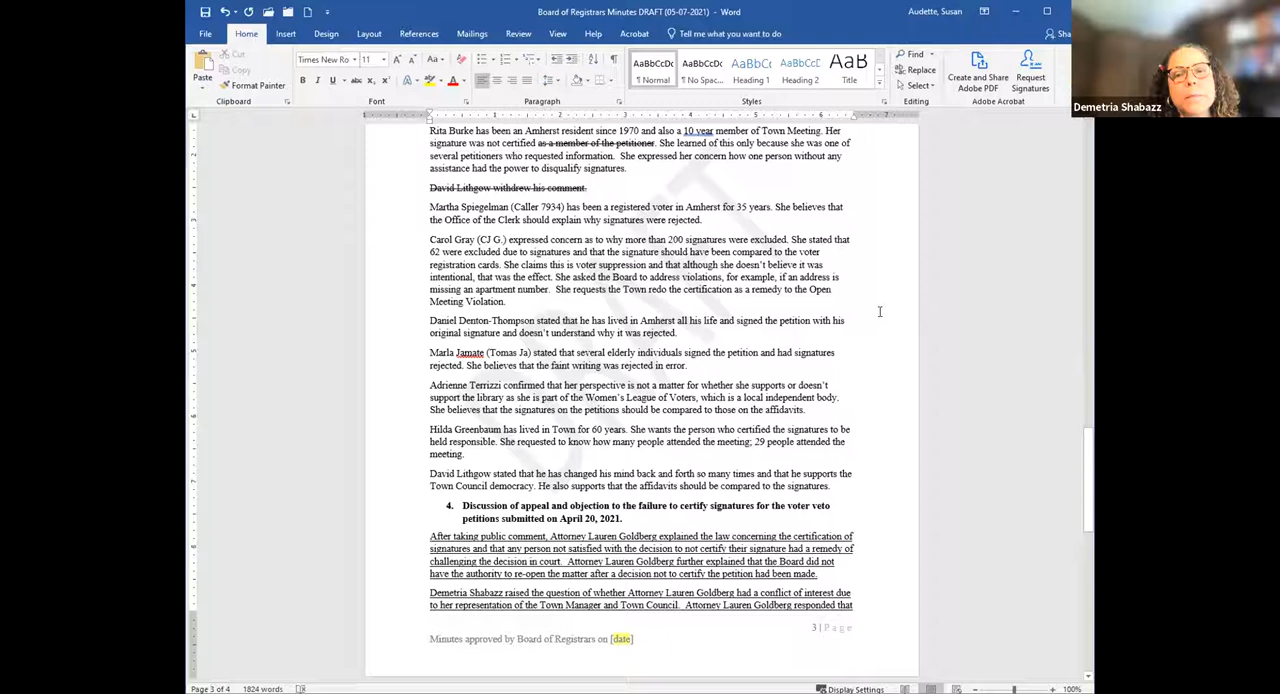 Board of Registrars Minutes DRAFT (05-07-2021) - Word
Audette, Susan
File Home Insert Design Layout References Mailings Review View Help Acrobat Tell me what you want to do
Paste
Cut
Copy
Format Painter
Times New Ro 11
Aa
AaBbCcDc AaBbCcDc AaBbC( AaBbCcC AaB
¶ Normal ¶ No Spac... Heading 1 Heading 2 Title
Find
Replace
Select
Create and Share
Adobe PDF
Request
Signatures
Clipboard Font Paragraph Styles Editing Adobe Acrobat
Demetria Shabazz
DRAFT
Rita Burke has been an Amherst resident since 1970 and also a 10 year member of Town Meeting. Her
signature was not certified as a member of the petitioner. She learned of this only because she was one of
several petitioners who requested information. She expressed her concern how one person without any
assistance had the power to disqualify signatures.
David Lithgow withdrew his comment.
Martha Spiegelman (Caller 7934) has been a registered voter in Amherst for 35 years. She believes that
the Office of the Clerk should explain why signatures were rejected.
Carol Gray (CJ G.) expressed concern as to why more than 200 signatures were excluded. She stated that
62 were excluded due to signatures and that the signature should have been compared to the voter
registration cards. She claims this is voter suppression and that although she doesn't believe it was
intentional, that was the effect. She asked the Board to address violations, for example, if an address is
missing an apartment number. She requests the Town redo the certification as a remedy to the Open
Meeting Violation.
Daniel Denton-Thompson stated that he has lived in Amherst all his life and signed the petition with his
original signature and doesn't understand why it was rejected.
Marla Jamate (Tomas Ja) stated that several elderly individuals signed the petition and had signatures
rejected. She believes that the faint writing was rejected in error.
Adrienne Terrizzi confirmed that her perspective is not a matter for whether she supports or doesn't
support the library as she is part of the Women's League of Voters, which is a local independent body.
She believes that the signatures on the petitions should be compared to those on the affidavits.
Hilda Greenbaum has lived in Town for 60 years. She wants the person who certified the signatures to be
held responsible. She requested to know how many people attended the meeting; 29 people attended the
meeting.
David Lithgow stated that he has changed his mind back and forth so many times and that he supports the
Town Council democracy. He also supports that the affidavits should be compared to the signatures.
4. Discussion of appeal and objection to the failure to certify signatures for the voter veto
petitions submitted on April 20, 2021.
After taking public comment, Attorney Lauren Goldberg explained the law concerning the certification of
signatures and that any person not satisfied with the decision to not certify their signature had a remedy of
challenging the decision in court. Attorney Lauren Goldberg further explained that the Board did not
have the authority to re-open the matter after a decision not to certify the petition had been made.
Demetria Shabazz raised the question of whether Attorney Lauren Goldberg had a conflict of interest due
to her representation of the Town Manager and Town Council. Attorney Lauren Goldberg responded that
3 | Page
Minutes approved by Board of Registrars on [date]
Page 3 of 4 1824 words Display Settings 100%